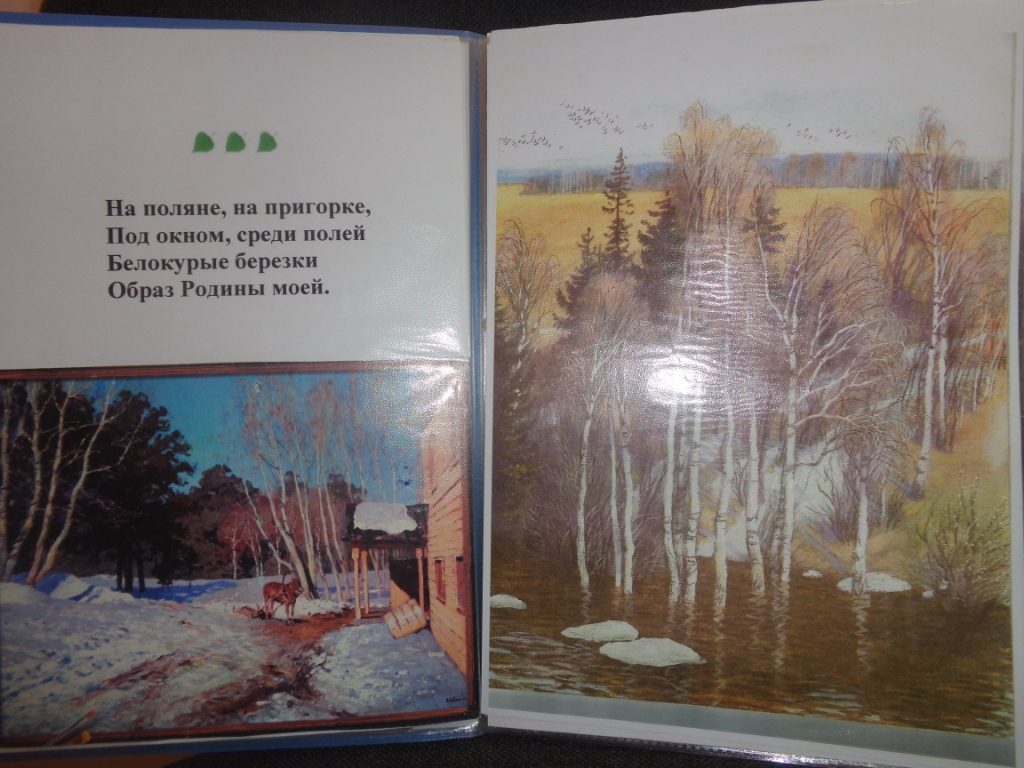 На поляне, на пригорке,
Под окном, среди полей
Белокурые березки
Образ Родины моей.